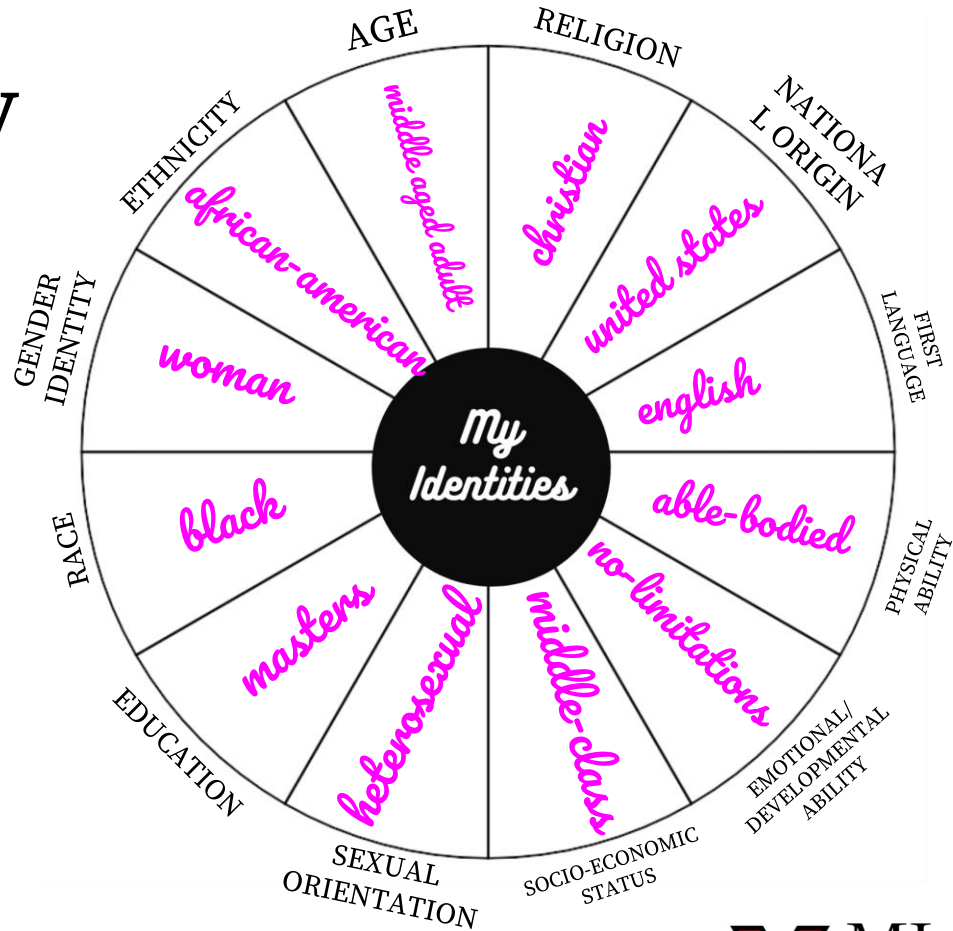 AGE
middle aged adult
RELIGION
christian
NATIONA
L ORIGIN
united states
FIRST
LANGUAGE
english
PHYSICAL
ABILITY
able-bodied
EMOTIONAL/
DEVELOPMENTAL
ABILITY
no-limitations
SOCIO-ECONOMIC
STATUS
middle-class
SEXUAL
ORIENTATION
heterosexual
EDUCATION
masters
RACE
black
GENDER
IDENTITY
woman
ETHNICITY
african-american
My
Identities